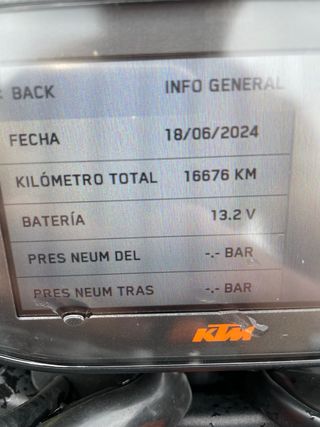 < BACK INFO GENERAL
FECHA 18/06/2024
KILÓMETRO TOTAL 16676 KM
BATERÍA 13.2 V
PRES NEUM DEL -.- BAR
PRES NEUM TRAS -.- BAR
KTM